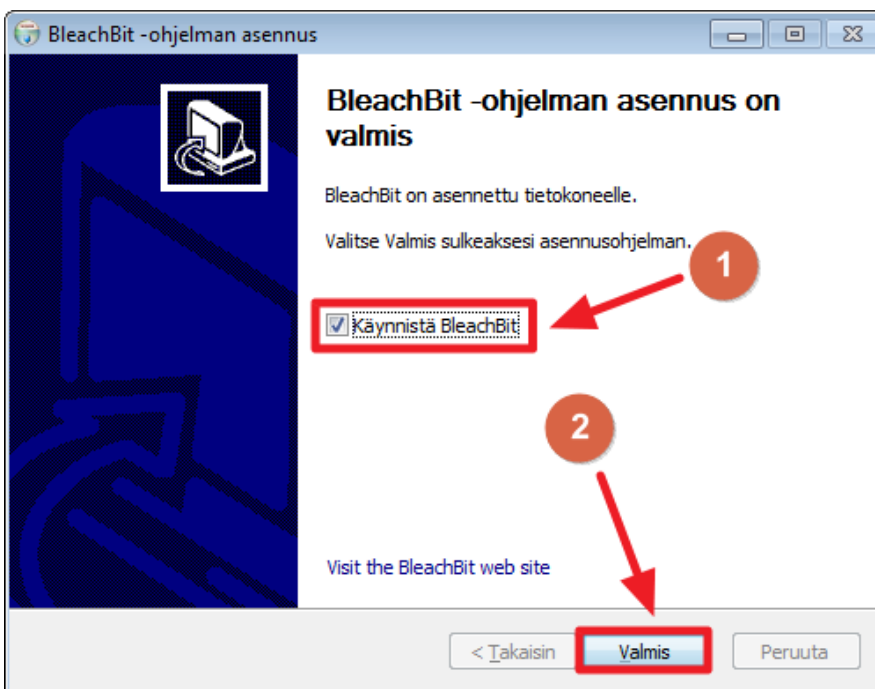 BleachBit -ohjelman asennus
BleachBit -ohjelman asennus on
valmis
BleachBit on asennettu tietokoneelle.
Valitse Valmis sulkeaksesi asennusohjelman.
1
Käynnistä BleachBit
2
Visit the BleachBit web site
< Takaisin
Valmis
Peruuta